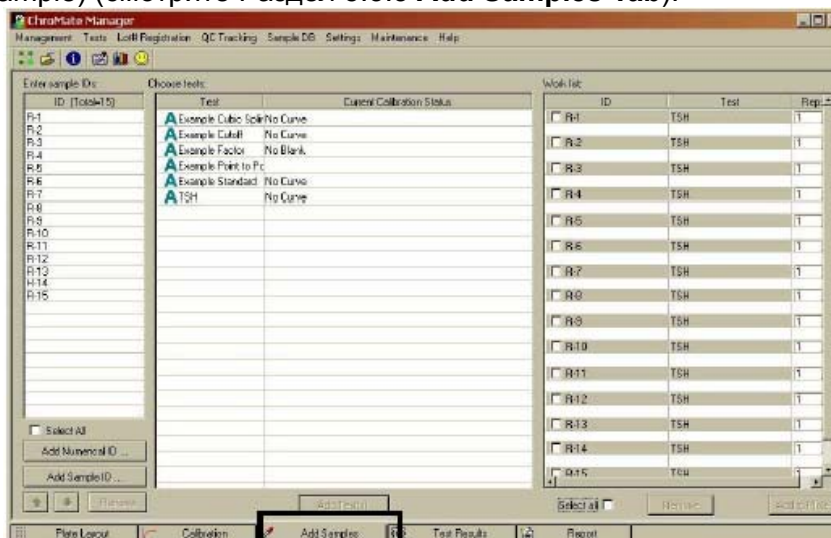 ample) (смотрите Раздел 6.6.3 Add Samples Tab).
ChroMate Manager
Management Tests Lot# Registration QC Tracking Sample DB Settings Maintenance Help
Enter sample IDs:
ID (Total=15)
R-1
R-2
R-3
R-4
R-5
R-6
R-7
R-8
R-9
R-10
R-11
R-12
R-13
R-14
R-15
Select All
Add Numerical ID ...
Add Sample ID ...
Remove
Choose tests:
Test Current Calibration Status
Example Cubic Splir No Curve
Example Cutoff No Curve
Example Factor No Blank
Example Point to Pc
Example Standard No Curve
TSH No Curve
Add Test(s)
Work list:
ID Test Rep
R-1 TSH 1
R-2 TSH 1
R-3 TSH 1
R-4 TSH 1
R-5 TSH 1
R-6 TSH 1
R-7 TSH 1
R-8 TSH 1
R-9 TSH 1
R-10 TSH 1
R-11 TSH 1
R-12 TSH 1
R-13 TSH 1
R-14 TSH 1
R-15 TSH 1
Select all
Remove
Plate Layout Calibration Add Samples Test Results Report